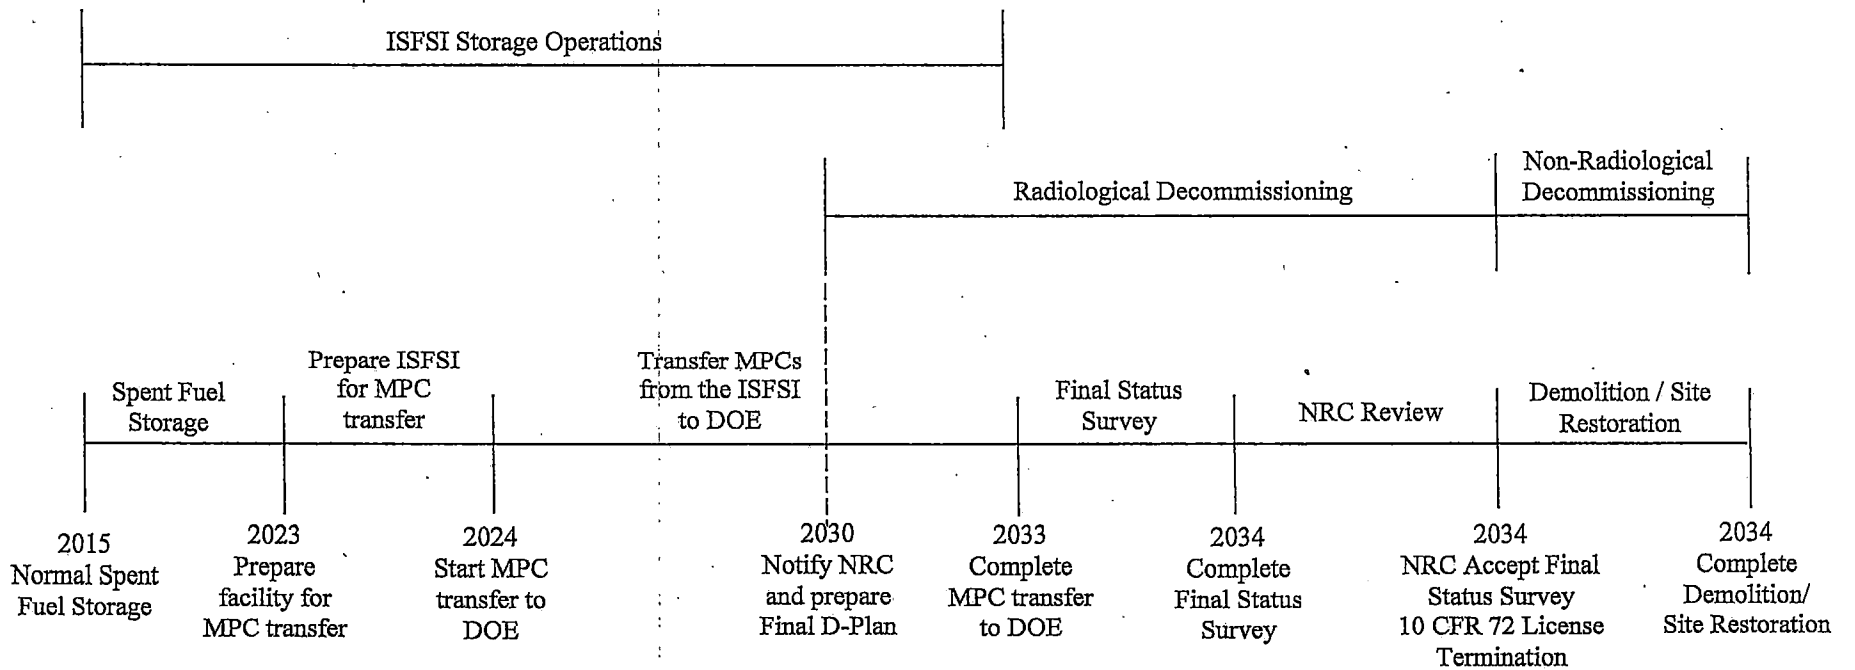 ISFSI Storage Operations
Radiological Decommissioning
Non-Radiological
Decommissioning
Spent Fuel
Storage
Prepare ISFSI
for MPC
transfer
Transfer MPCs
from the ISFSI
to DOE
Final Status
Survey
NRC Review
Demolition / Site
Restoration
2015
Normal Spent
Fuel Storage
2023
Prepare
facility for
MPC transfer
2024
Start MPC
transfer to
DOE
2030
Notify NRC
and prepare
Final D-Plan
2033
Complete
MPC transfer
to DOE
2034
Complete
Final Status
Survey
2034
NRC Accept Final
Status Survey
10 CFR 72 License
Termination
2034
Complete
Demolition/
Site Restoration